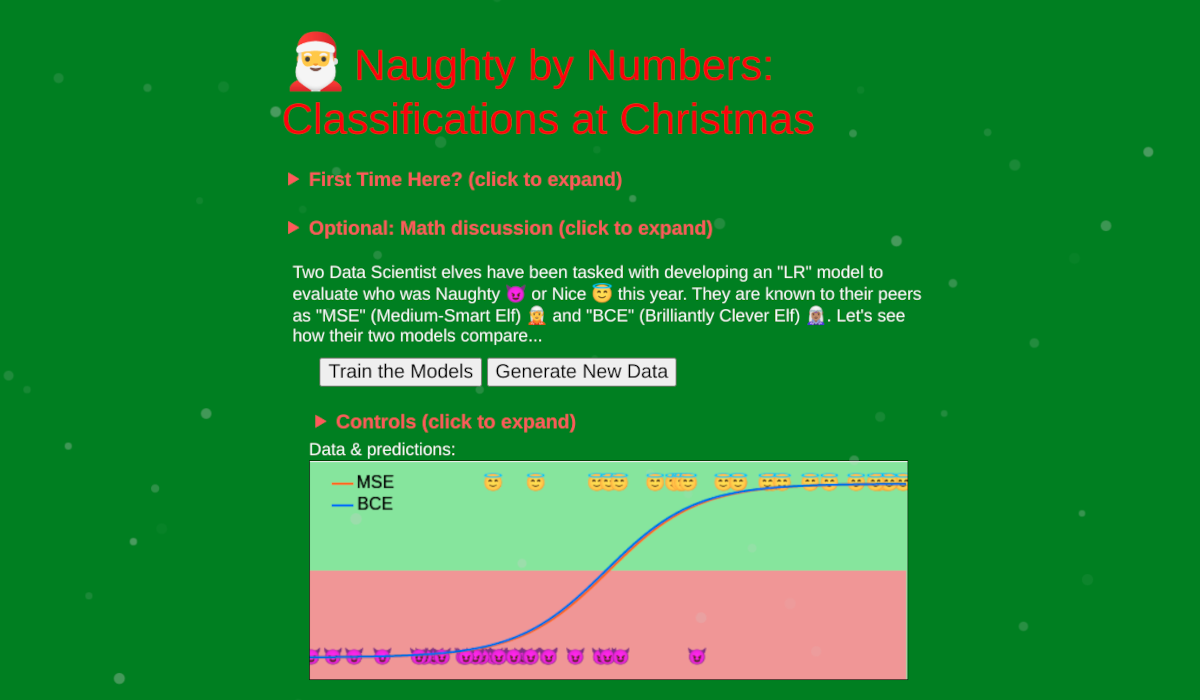 🎅 Naughty by Numbers:
Classifications at Christmas
▶ First Time Here? (click to expand)
▶ Optional: Math discussion (click to expand)
Two Data Scientist elves have been tasked with developing an "LR" model to
evaluate who was Naughty 😈 or Nice 😇 this year. They are known to their peers
as "MSE" (Medium-Smart Elf) 🧝 and "BCE" (Brilliantly Clever Elf) 🧝🏽‍♀️. Let's see
how their two models compare...
Train the Models Generate New Data
▶ Controls (click to expand)
Data & predictions:
MSE
BCE